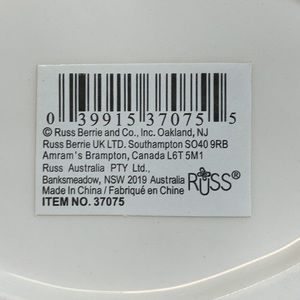 0 39915 37075 5
© Russ Berrie and Co., Inc. Oakland, NJ
Russ Berrie UK LTD. Southampton SO40 9RB
Amram's Brampton, Canada L6T 5M1
Russ Australia PTY Ltd.,
Banksmeadow, NSW 2019 Australia
Made In China / Fabriqué en Chine
ITEM NO. 37075
RUSS®